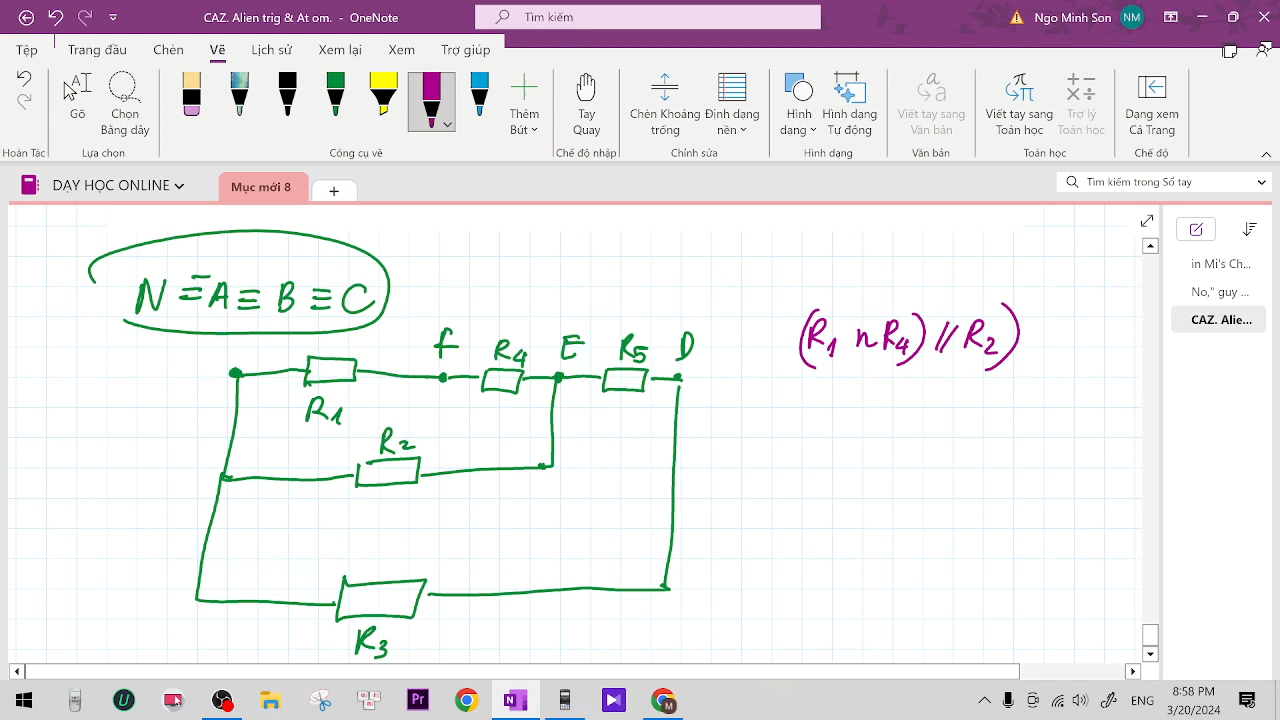 CAZ. Alien trig of Atom. - OneNote
Tìm kiếm
Ngo Minh Son NM
Tệp Trang đầu Chèn Vẽ Lịch sử Xem lại Xem Trợ giúp
Gõ
Chọn Bằng dây
Thêm Bút
Tay Quay
Chèn Khoảng trống
Định dạng nền
Hình dạng
Hình dạng Tự động
Viết tay sang Văn bản
Viết tay sang Toán học
Trợ lý Toán học
Dạng xem Cả Trang
Hoàn Tác Lựa chọn Công cụ vẽ Chế độ nhập Chỉnh sửa Hình dạng Văn bản Toán học Chế độ
DẠY HỌC ONLINE Mục mới 8 +
Tìm kiếm trong Sổ tay
in Mi's Ch...
No," guy ...
CAZ. Alie...
N ≡ A ≡ B ≡ C
(R1 n R4) // R2)
f R4 E R5 D
R1
R2
R3
ENG
8:58 PM
3/20/2024